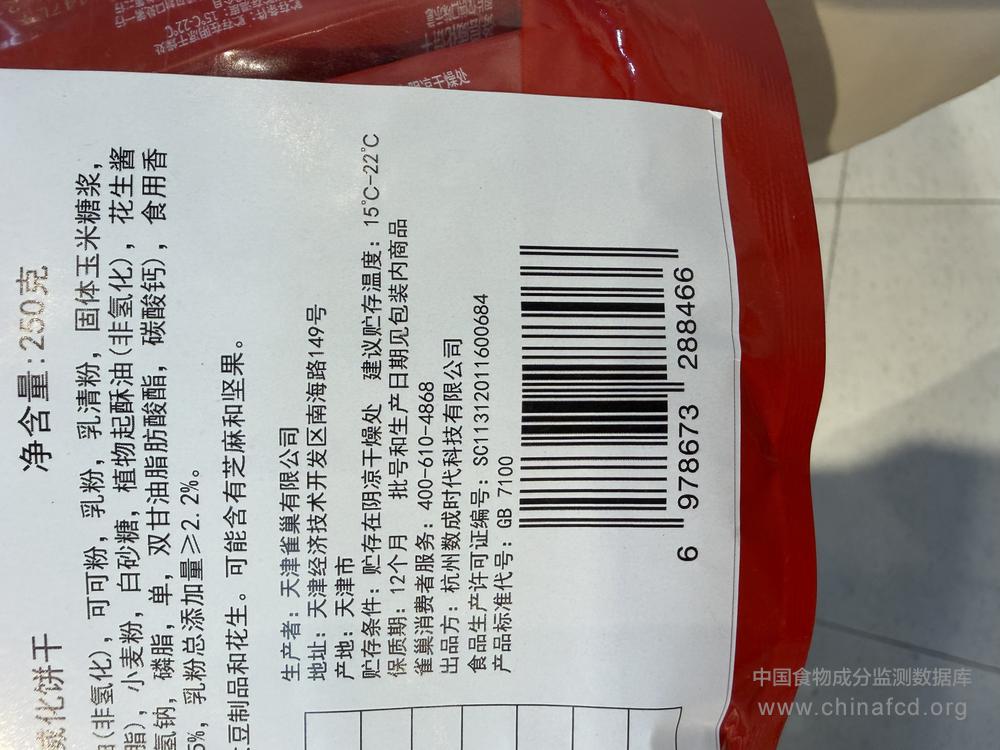 威化饼干 净含量:250克
(非氢化), 可可粉, 乳粉, 乳清粉, 固体玉米糖浆,
脂), 小麦粉, 白砂糖, 植物起酥油(非氢化), 花生酱
氢钠, 磷脂, 单, 双甘油脂肪酸酯, 碳酸钙), 食用香
5%, 乳粉总添加量≥2.2%。
豆制品和花生。可能含有芝麻和坚果。
生产者: 天津雀巢有限公司
地址: 天津经济技术开发区南海路149号
产地: 天津市
贮存条件: 贮存在阴凉干燥处 建议贮存温度: 15°C-22°C
保质期: 12个月 批号和生产日期见包装内商品
雀巢消费者服务: 400-610-4868
出品方: 杭州数成时代科技有限公司
食品生产许可证编号: SC11312011600684
产品标准代号: GB 7100
6 978673 288466
中国食物成分监测数据库
www.chinafcd.org